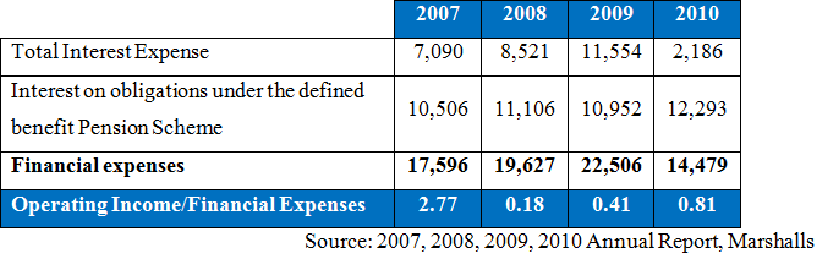 2007 2008 2009 2010
Total Interest Expense 7,090 8,521 11,554 2,186
Interest on obligations under the defined
benefit Pension Scheme 10,506 11,106 10,952 12,293
Financial expenses 17,596 19,627 22,506 14,479
Operating Income/Financial Expenses 2.77 0.18 0.41 0.81
Source: 2007, 2008, 2009, 2010 Annual Report, Marshalls